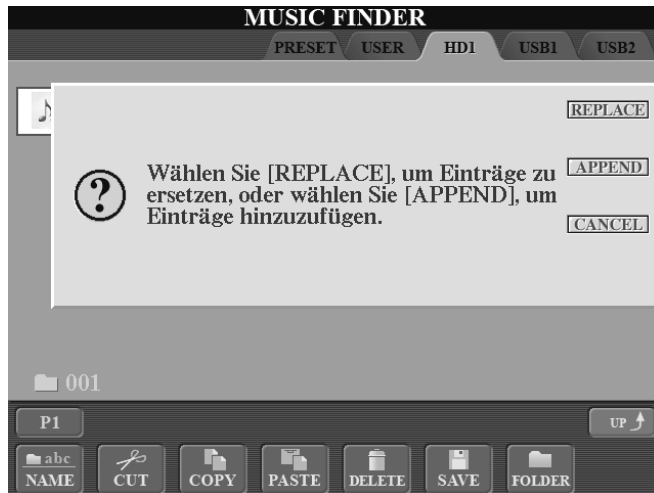 MUSIC FINDER
PRESET USER HD1 USB1 USB2
REPLACE
Wählen Sie [REPLACE], um Einträge zu
ersetzen, oder wählen Sie [APPEND], um
Einträge hinzuzufügen.
APPEND
CANCEL
001
P1 UP
abc
NAME CUT COPY PASTE DELETE SAVE FOLDER